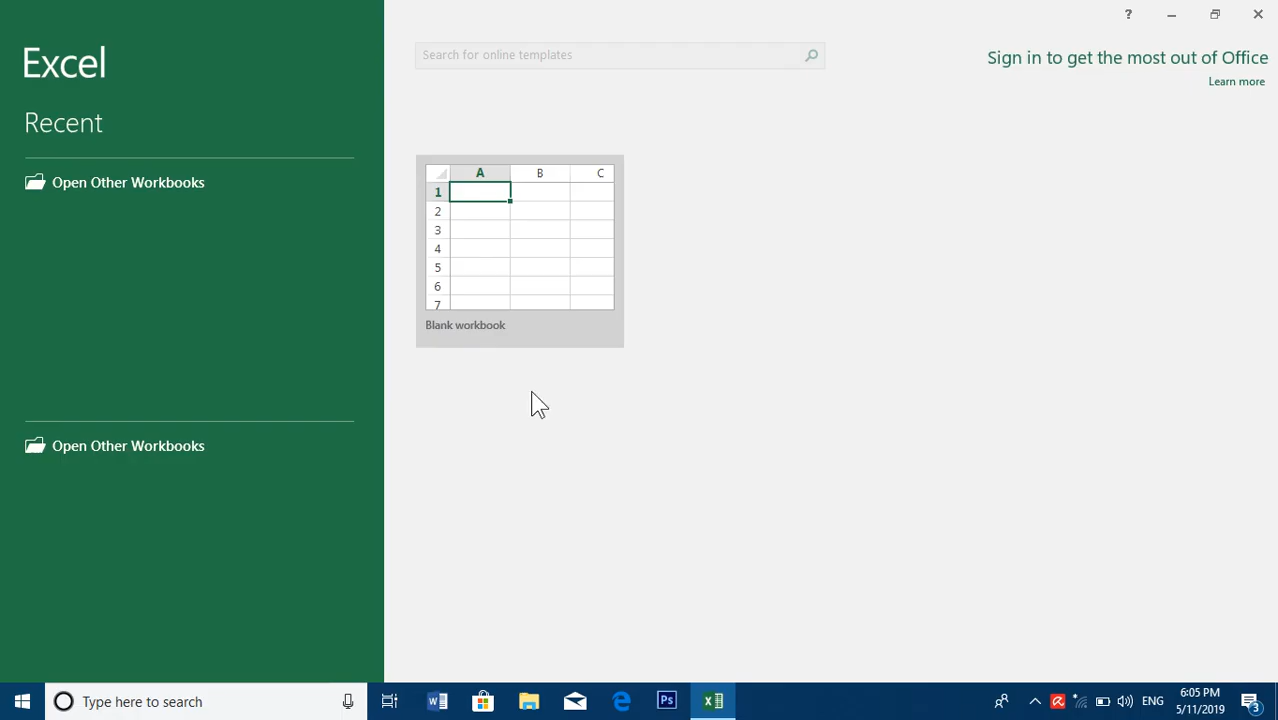 Excel
Recent
Open Other Workbooks
Open Other Workbooks
?
Search for online templates
Sign in to get the most out of Office
Learn more
A B C
1
2
3
4
5
6
7
Blank workbook
Type here to search
W
Ps
X
ENG
6:05 PM
5/11/2019
3